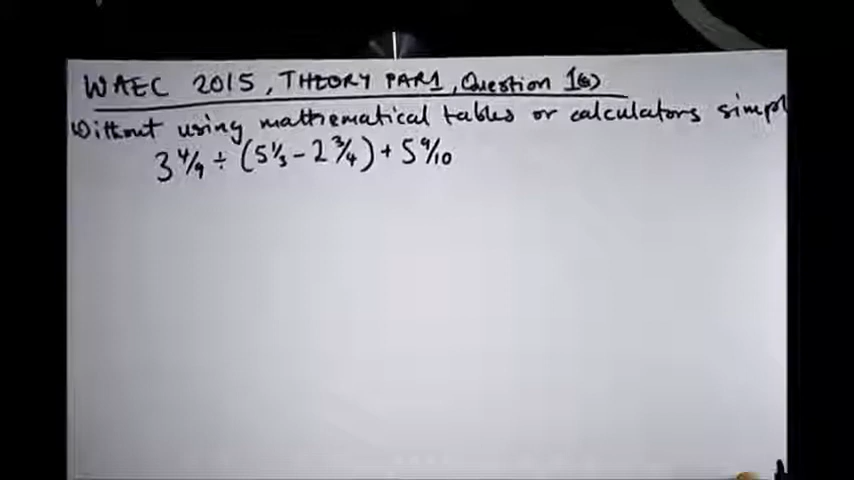 WAEC 2015, THEORY PART1, Question 1(a)
Without using mathematical tables or calculators simpl
3 4/9 ÷ (5 1/3 - 2 3/4) + 5 9/10